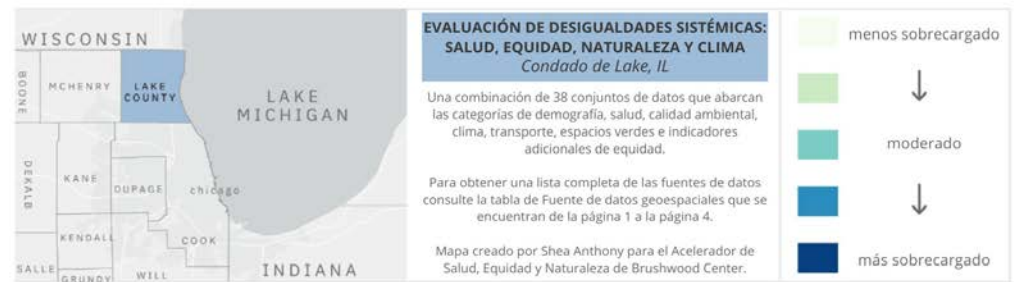 WISCONSIN
BOONE
MCHENRY
LAKE
COUNTY
LAKE
MICHIGAN
DEKALB
KANE
DUPAGE
chicago
KENDALL
COOK
SALLE
GRUNDY
WILL
INDIANA
EVALUACIÓN DE DESIGUALDADES SISTÉMICAS:
SALUD, EQUIDAD, NATURALEZA Y CLIMA
Condado de Lake, IL
Una combinación de 38 conjuntos de datos que abarcan
las categorías de demografía, salud, calidad ambiental,
clima, transporte, espacios verdes e indicadores
adicionales de equidad.
Para obtener una lista completa de las fuentes de datos
consulte la tabla de Fuente de datos geoespaciales que se
encuentran de la página 1 a la página 4.
Mapa creado por Shea Anthony para el Acelerador de
Salud, Equidad y Naturaleza de Brushwood Center.
menos sobrecargado
moderado
más sobrecargado